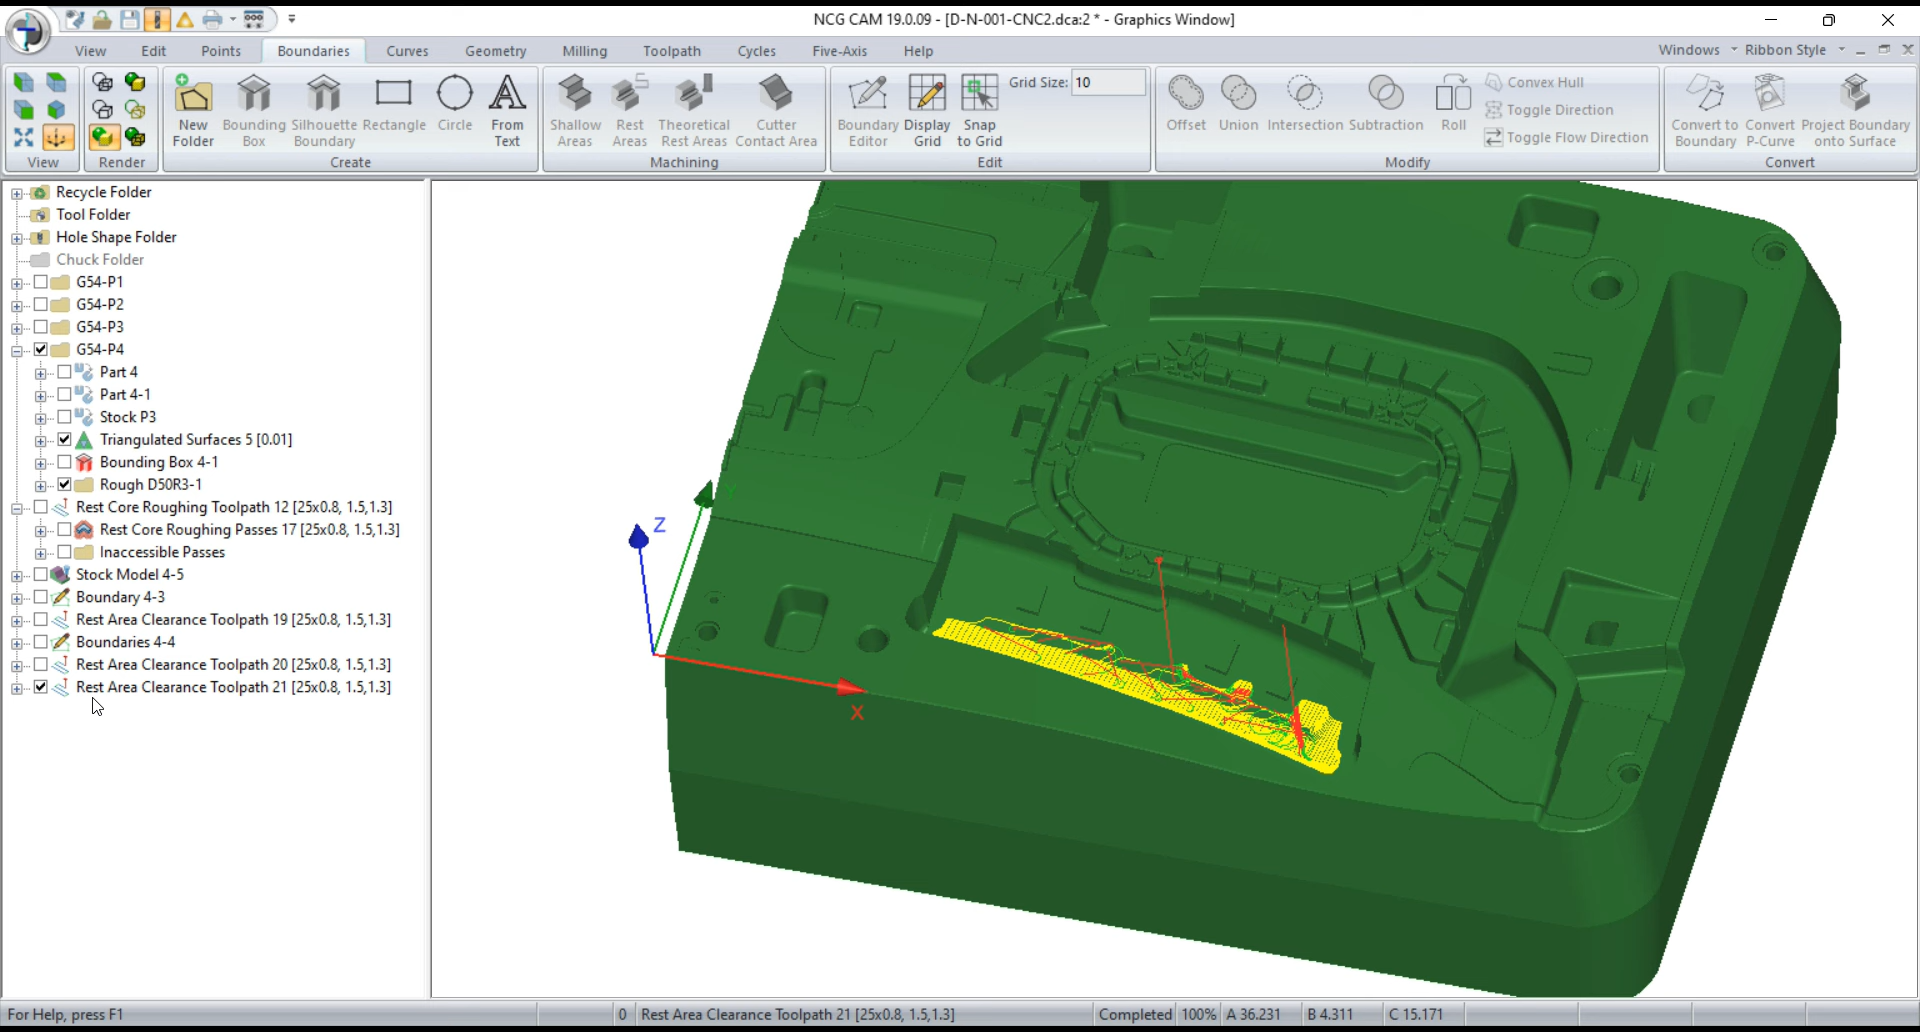 NCG CAM 19.0.09 - [D-N-001-CNC2.dca:2 * - Graphics Window]
View Edit Points Boundaries Curves Geometry Milling Toolpath Cycles Five-Axis Help Windows Ribbon Style
New Folder
Bounding Box
Silhouette Boundary
Rectangle
Circle
From Text
Shallow Areas
Rest Areas
Theoretical Rest Areas
Cutter Contact Area
Boundary Editor
Display Grid
Snap to Grid
Grid Size: 10
Offset
Union
Intersection
Subtraction
Roll
Convex Hull
Toggle Direction
Toggle Flow Direction
Convert to Boundary
Convert P-Curve
Project Boundary onto Surface
View Render Create Machining Edit Modify Convert
Recycle Folder
Tool Folder
Hole Shape Folder
Chuck Folder
G54-P1
G54-P2
G54-P3
G54-P4
Part 4
Part 4-1
Stock P3
Triangulated Surfaces 5 [0.01]
Bounding Box 4-1
Rough D50R3-1
Rest Core Roughing Toolpath 12 [25x0.8, 1.5,1.3]
Rest Core Roughing Passes 17 [25x0.8, 1.5,1.3]
Inaccessible Passes
Stock Model 4-5
Boundary 4-3
Rest Area Clearance Toolpath 19 [25x0.8, 1.5,1.3]
Boundaries 4-4
Rest Area Clearance Toolpath 20 [25x0.8, 1.5,1.3]
Rest Area Clearance Toolpath 21 [25x0.8, 1.5,1.3]
Z
Y
X
For Help, press F1 0 Rest Area Clearance Toolpath 21 [25x0.8, 1.5,1.3] Completed 100% A 36.231 B 4.311 C 15.171